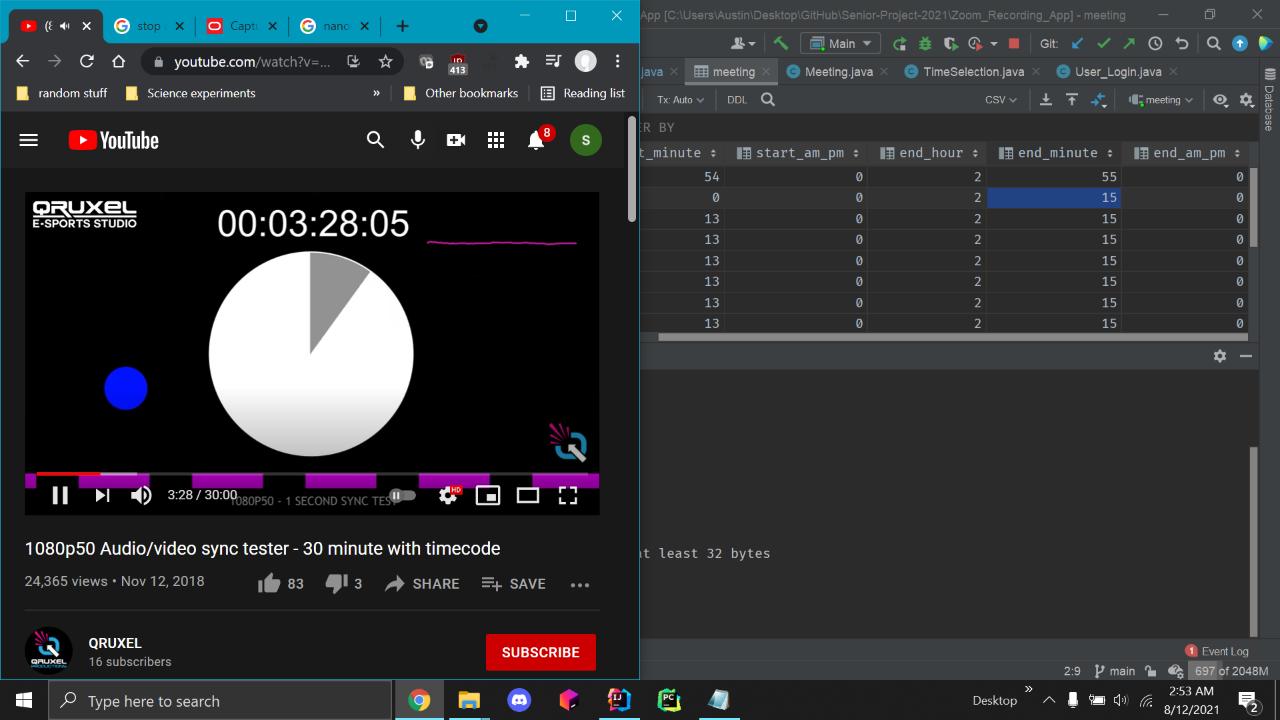 stop
Capt
nano
youtube.com/watch?v=...
413
random stuff
Science experiments
»
Other bookmarks
Reading list
YouTube
8
S
QRUXEL
E-SPORTS STUDIO
00:03:28:05
3:28 / 30:00
HD
1080P50 - 1 SECOND SYNC TEST
1080p50 Audio/video sync tester - 30 minute with timecode
24,365 views • Nov 12, 2018
83
3
SHARE
SAVE
QRUXEL
16 subscribers
SUBSCRIBE
App [C:\Users\Austin\Desktop\GitHub\Senior-Project-2021\Zoom_Recording_App] - meeting
Main
Git:
java
meeting
Meeting.java
TimeSelection.java
User_Login.java
Tx: Auto
DDL
CSV
meeting
Database
ER BY
t_minute start_am_pm end_hour end_minute end_am_pm
54 0 2 55 0
0 0 2 15 0
13 0 2 15 0
13 0 2 15 0
13 0 2 15 0
13 0 2 15 0
13 0 2 15 0
13 0 2 15 0
at least 32 bytes
1 Event Log
2:9 main 697 of 2048M
Type here to search
Desktop
»
2:53 AM
8/12/2021
2